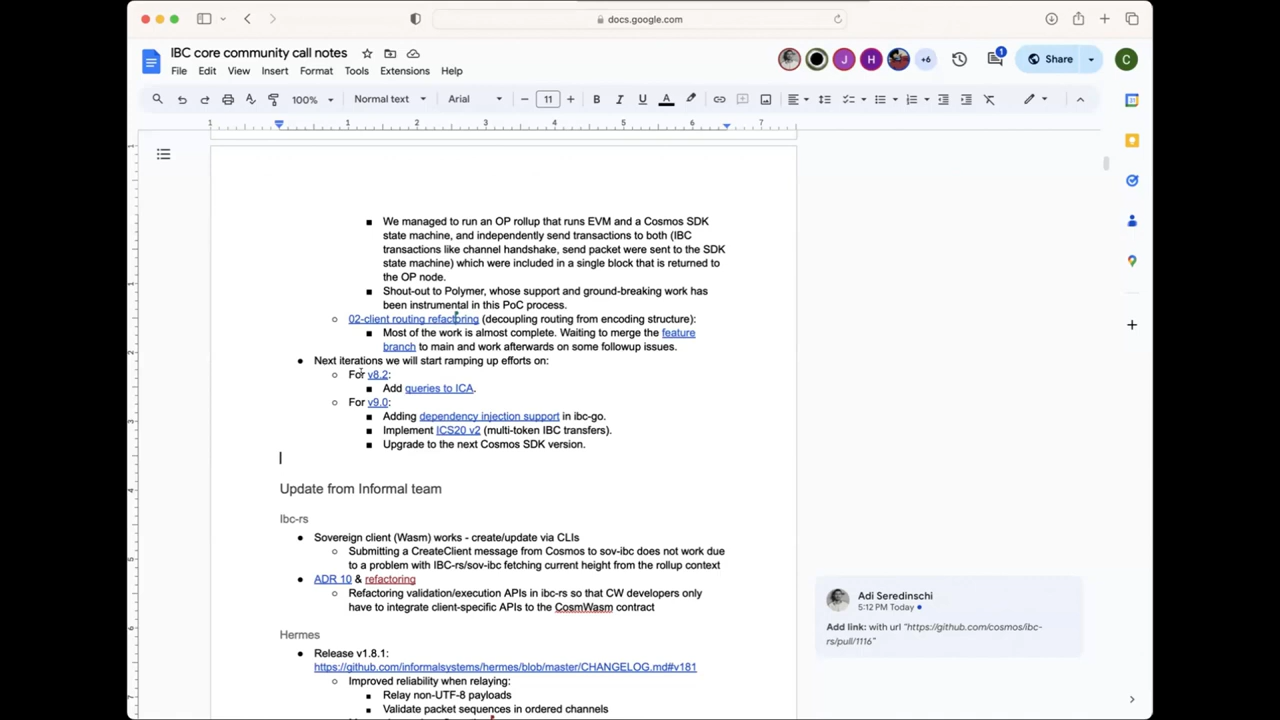 docs.google.com
IBC core community call notes
File Edit View Insert Format Tools Extensions Help
J H +6 1 Share C
100% Normal text Arial 11 B I U A
1 1 2 3 4 5 6 7
We managed to run an OP rollup that runs EVM and a Cosmos SDK
state machine, and independently send transactions to both (IBC
transactions like channel handshake, send packet were sent to the SDK
state machine) which were included in a single block that is returned to
the OP node.
Shout-out to Polymer, whose support and ground-breaking work has
been instrumental in this PoC process.
02-client routing refactoring (decoupling routing from encoding structure):
Most of the work is almost complete. Waiting to merge the feature
branch to main and work afterwards on some followup issues.
Next iterations we will start ramping up efforts on:
For v8.2:
Add queries to ICA.
For v9.0:
Adding dependency injection support in ibc-go.
Implement ICS20 v2 (multi-token IBC transfers).
Upgrade to the next Cosmos SDK version.
Update from Informal team
Ibc-rs
Sovereign client (Wasm) works - create/update via CLIs
Submitting a CreateClient message from Cosmos to sov-ibc does not work due
to a problem with IBC-rs/sov-ibc fetching current height from the rollup context
ADR 10 & refactoring
Refactoring validation/execution APIs in ibc-rs so that CW developers only
have to integrate client-specific APIs to the CosmWasm contract
Hermes
Release v1.8.1:
https://github.com/informalsystems/hermes/blob/master/CHANGELOG.md#v181
Improved reliability when relaying:
Relay non-UTF-8 payloads
Validate packet sequences in ordered channels
Adi Seredinschi
5:12 PM Today
Add link: with url "https://github.com/cosmos/ibc-
rs/pull/1116"